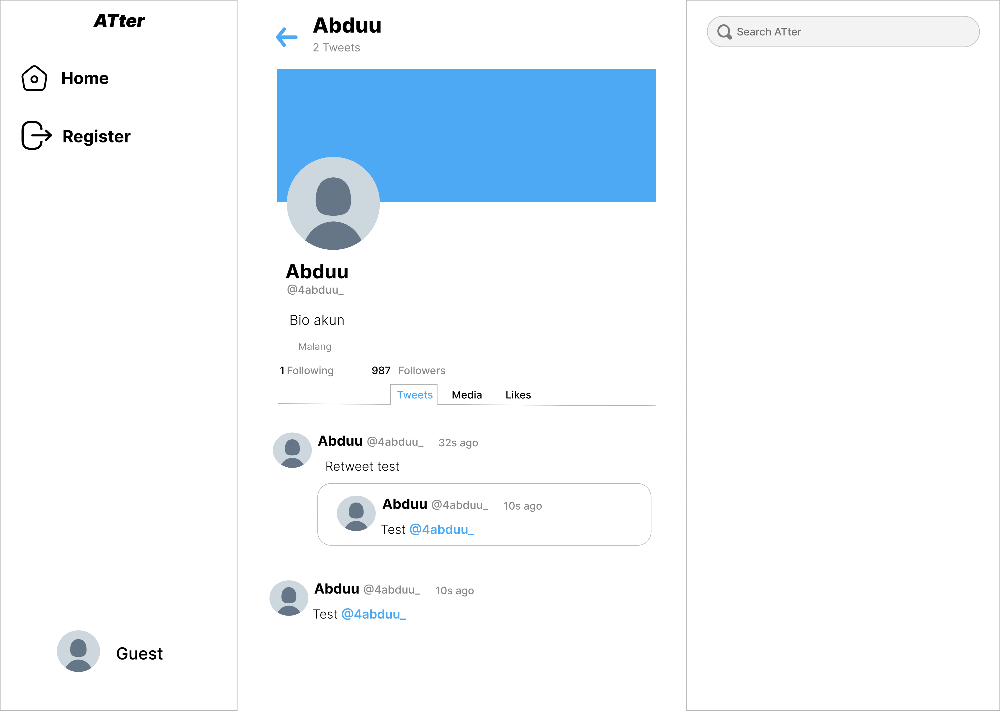 ATter
Home
Register
Guest
Abduu
2 Tweets
Abduu
@4abduu_
Bio akun
Malang
1 Following 987 Followers
Tweets Media Likes
Abduu @4abduu_ 32s ago
Retweet test
Abduu @4abduu_ 10s ago
Test @4abduu_
Abduu @4abduu_ 10s ago
Test @4abduu_
Search ATter